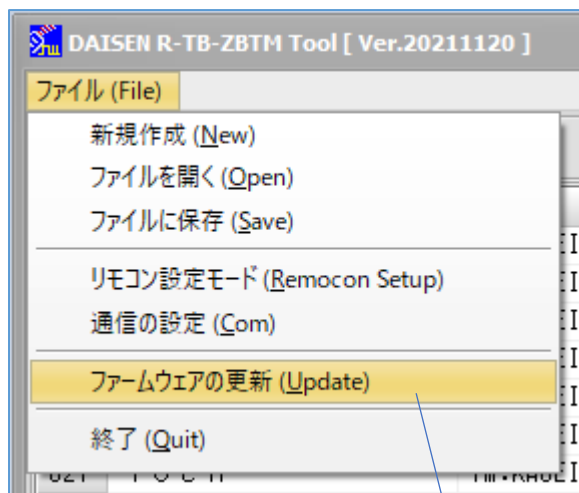 DAISEN R-TB-ZBTM Tool [ Ver.20211120 ]
ファイル (File)
新規作成 (New)
ファイルを開く (Open)
ファイルに保存 (Save)
リモコン設定モード (Remocon Setup)
通信の設定 (Com)
ファームウェアの更新 (Update)
終了 (Quit)